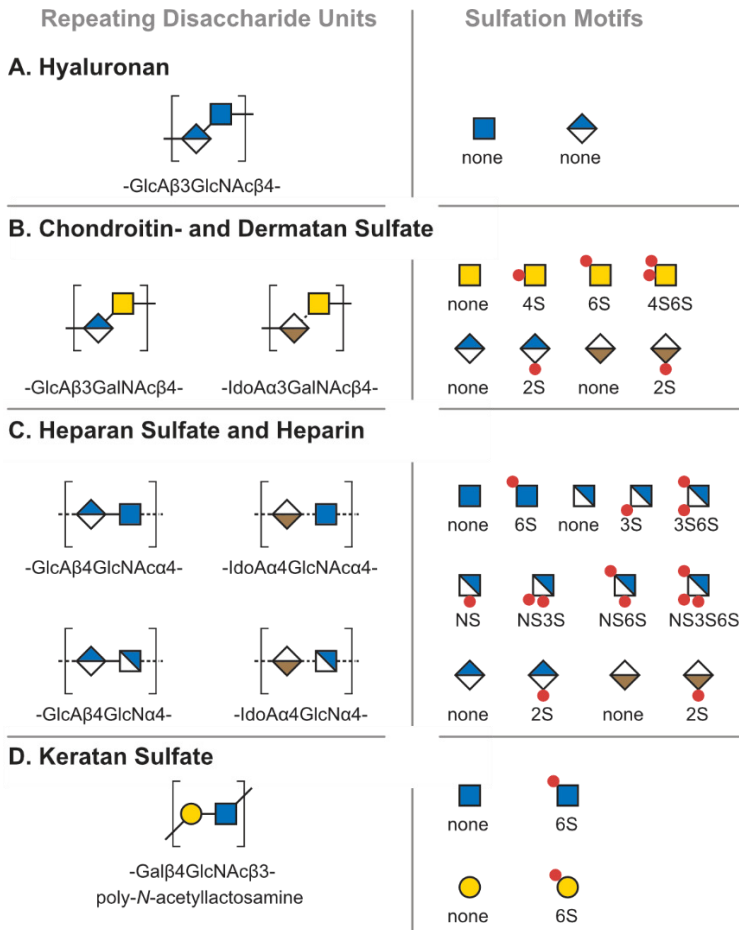 Repeating Disaccharide Units Sulfation Motifs
A. Hyaluronan
none none
-GlcAβ3GlcNAcβ4-
B. Chondroitin- and Dermatan Sulfate
none 4S 6S 4S6S
-GlcAβ3GalNAcβ4- -IdoAα3GalNAcβ4-
none 2S none 2S
C. Heparan Sulfate and Heparin
none 6S none 3S 3S6S
-GlcAβ4GlcNAcα4- -IdoAα4GlcNAcα4-
NS NS3S NS6S NS3S6S
-GlcAβ4GlcNα4- -IdoAα4GlcNα4-
none 2S none 2S
D. Keratan Sulfate
none 6S
-Galβ4GlcNAcβ3-
poly-N-acetyllactosamine
none 6S